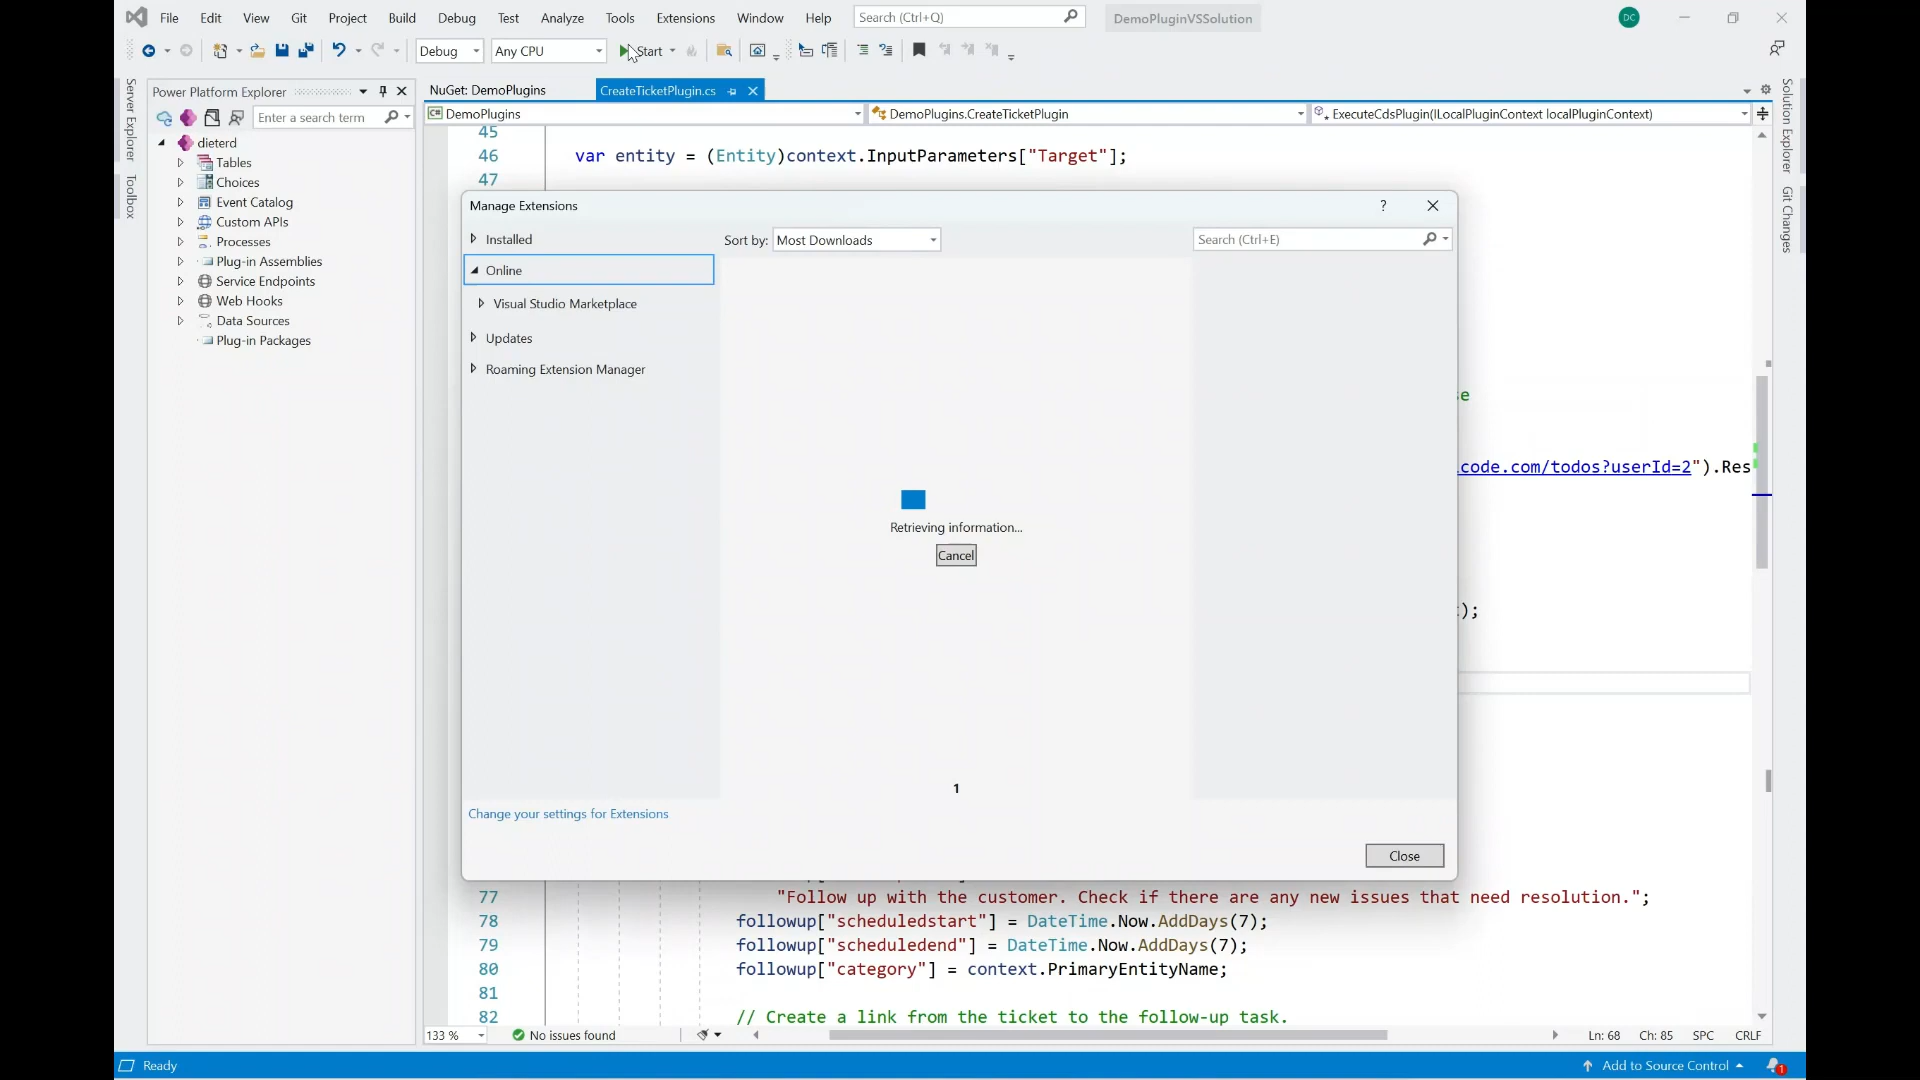 File Edit View Git Project Build Debug Test Analyze Tools Extensions Window Help Search (Ctrl+Q) DemoPluginVSSolution DC
Debug Any CPU Start
Server Explorer
Toolbox
Power Platform Explorer
Enter a search term
dieterd
Tables
Choices
Event Catalog
Custom APIs
Processes
Plug-in Assemblies
Service Endpoints
Web Hooks
Data Sources
Plug-in Packages
NuGet: DemoPlugins CreateTicketPlugin.cs
C# DemoPlugins DemoPlugins.CreateTicketPlugin ExecuteCdsPlugin(ILocalPluginContext localPluginContext)
45
46 var entity = (Entity)context.InputParameters["Target"];
47
Manage Extensions ?
Installed
Online
Visual Studio Marketplace
Updates
Roaming Extension Manager
Sort by: Most Downloads
Search (Ctrl+E)
Retrieving information...
Cancel
1
Change your settings for Extensions
Close
se
code.com/todos?userId=2").Res
);
77 "Follow up with the customer. Check if there are any new issues that need resolution.";
78 followup["scheduledstart"] = DateTime.Now.AddDays(7);
79 followup["scheduledend"] = DateTime.Now.AddDays(7);
80 followup["category"] = context.PrimaryEntityName;
81
82 // Create a link from the ticket to the follow-up task.
133 % No issues found Ln: 68 Ch: 85 SPC CRLF
Ready Add to Source Control 1
Solution Explorer
Git Changes